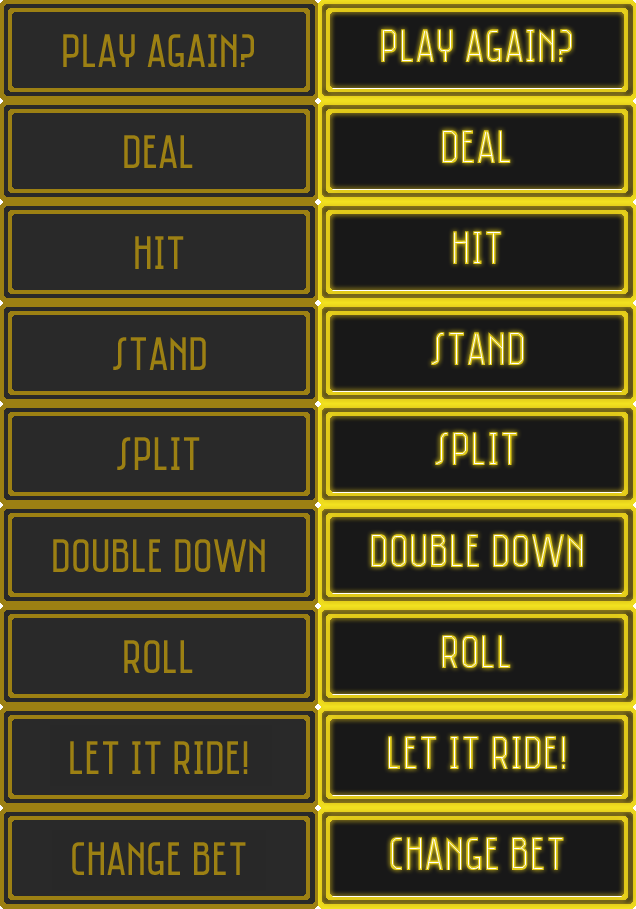 PLAY AGAIN? PLAY AGAIN?
DEAL DEAL
HIT HIT
STAND STAND
SPLIT SPLIT
DOUBLE DOWN DOUBLE DOWN
ROLL ROLL
LET IT RIDE! LET IT RIDE!
CHANGE BET CHANGE BET